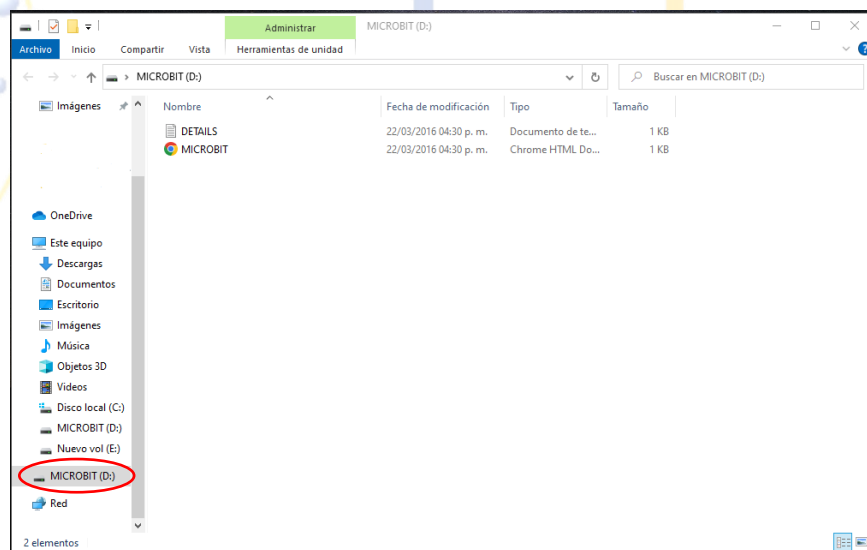 Administrar MICROBIT (D:)
Archivo Inicio Compartir Vista Herramientas de unidad
MICROBIT (D:) Buscar en MICROBIT (D:)
Imágenes
Nombre Fecha de modificación Tipo Tamaño
DETAILS 22/03/2016 04:30 p. m. Documento de te... 1 KB
MICROBIT 22/03/2016 04:30 p. m. Chrome HTML Do... 1 KB
OneDrive
Este equipo
Descargas
Documentos
Escritorio
Imágenes
Música
Objetos 3D
Videos
Disco local (C:)
MICROBIT (D:)
Nuevo vol (E:)
MICROBIT (D:)
Red
2 elementos